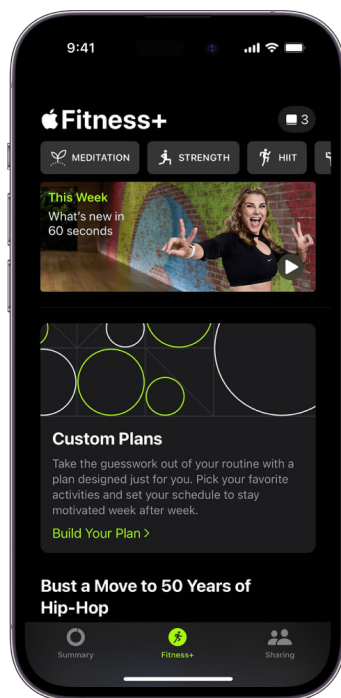 9:41
Fitness+
3
MEDITATION
STRENGTH
HIIT
This Week
What's new in
60 seconds
Custom Plans
Take the guesswork out of your routine with a
plan designed just for you. Pick your favorite
activities and set your schedule to stay
motivated week after week.
Build Your Plan >
Bust a Move to 50 Years of
Hip-Hop
Summary
Fitness+
Sharing